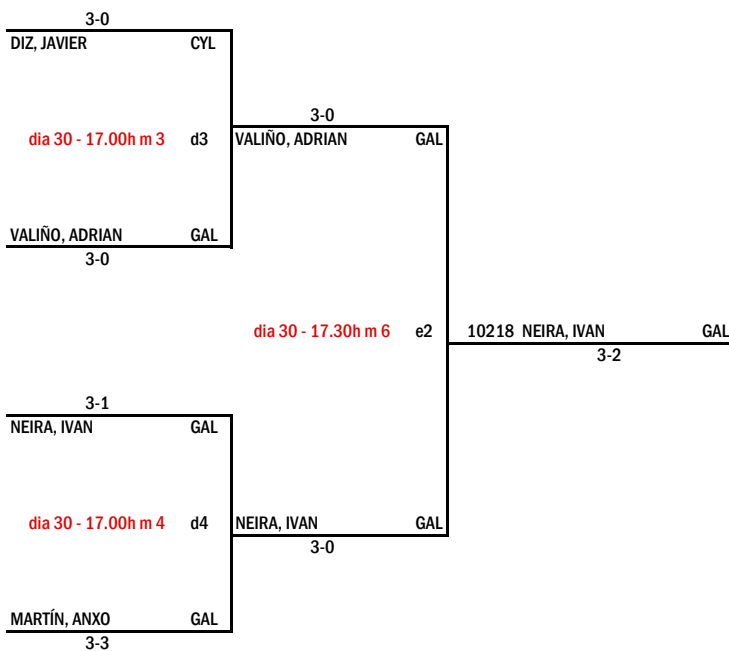 3-0
DIZ, JAVIER CYL
3-0
dia 30 - 17.00h m 3 d3 VALIÑO, ADRIAN GAL
VALIÑO, ADRIAN GAL
3-0
dia 30 - 17.30h m 6 e2 10218 NEIRA, IVAN GAL
3-2
3-1
NEIRA, IVAN GAL
dia 30 - 17.00h m 4 d4 NEIRA, IVAN GAL
3-0
MARTÍN, ANXO GAL
3-3